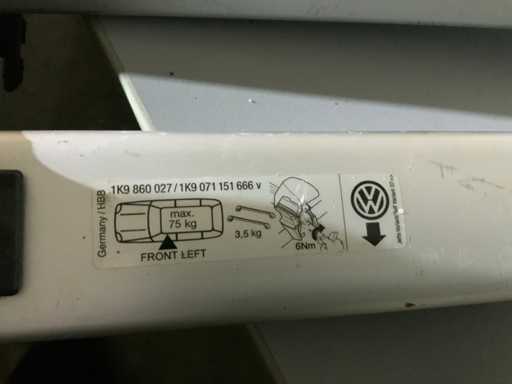 1K9 860 027 / 1K9 071 151 666 v
Germany / HBB
max.
75 kg
3,5 kg
6Nm
FRONT LEFT